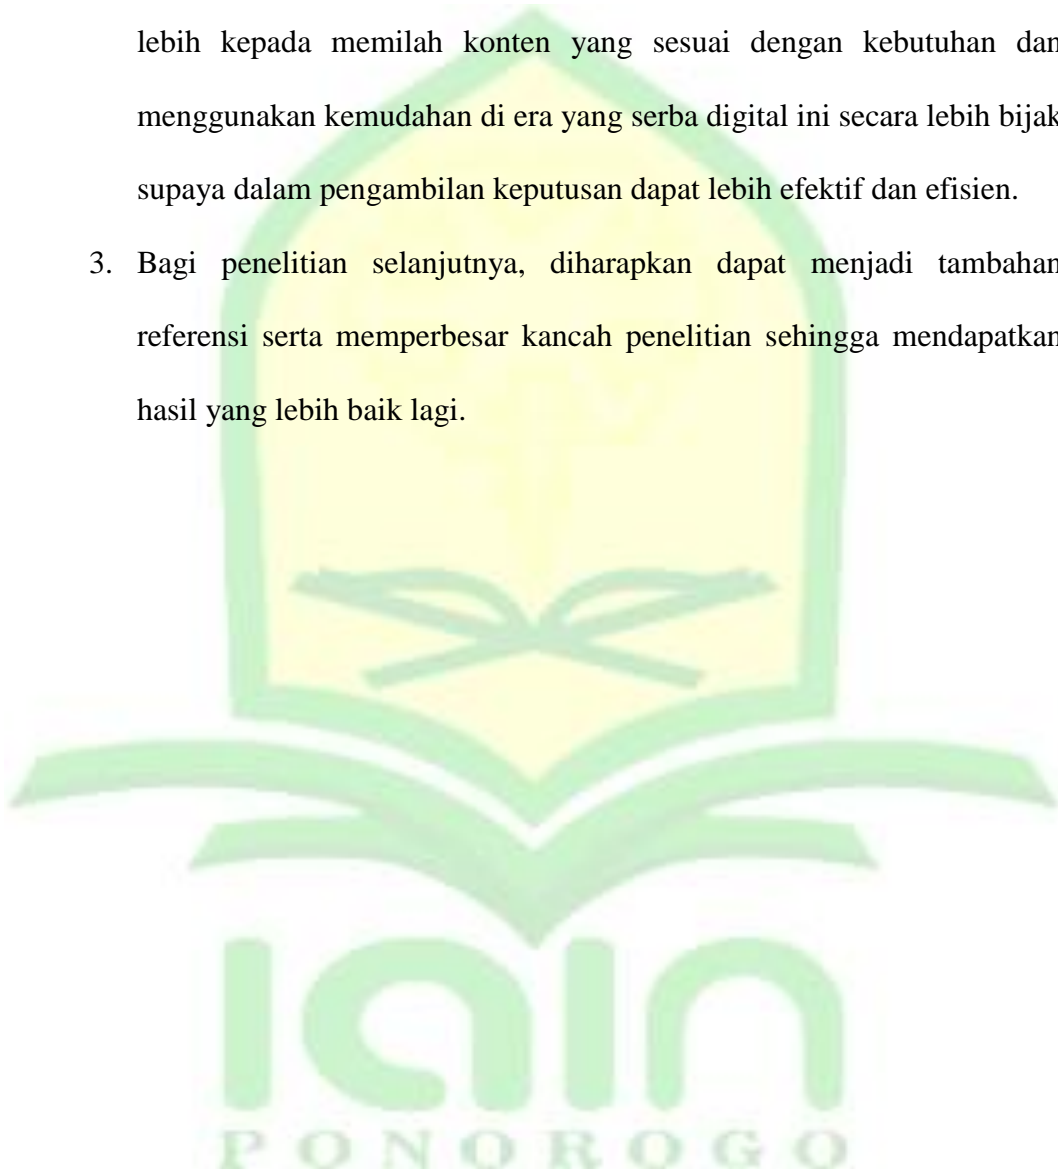 lebih kepada memilah konten yang sesuai dengan kebutuhan dan
menggunakan kemudahan di era yang serba digital ini secara lebih bijak
supaya dalam pengambilan keputusan dapat lebih efektif dan efisien.
3. Bagi penelitian selanjutnya, diharapkan dapat menjadi tambahan
referensi serta memperbesar kancah penelitian sehingga mendapatkan
hasil yang lebih baik lagi.
IAIN
PONOROGO